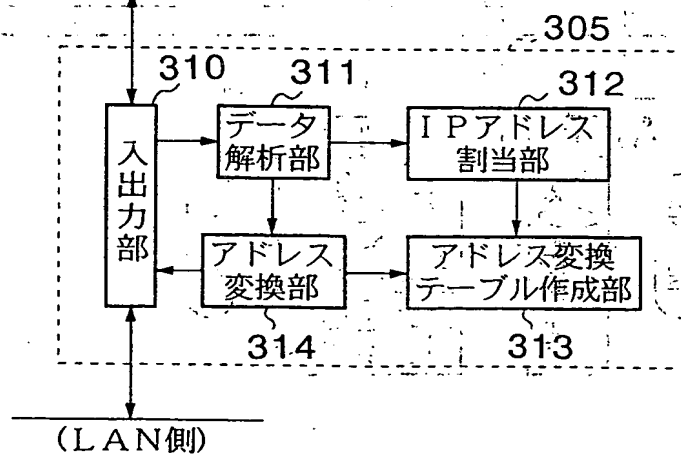 305
310
311
312
入出力部
データ
解析部
IPアドレス
割当部
アドレス
変換部
アドレス変換
テーブル作成部
314
313
(LAN側)